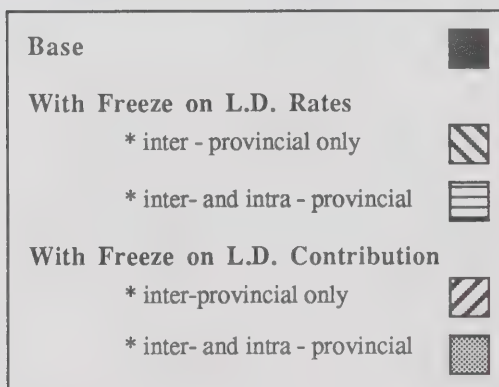 Base
With Freeze on L.D. Rates
* inter - provincial only
* inter- and intra - provincial
With Freeze on L.D. Contribution
* inter-provincial only
* inter- and intra - provincial